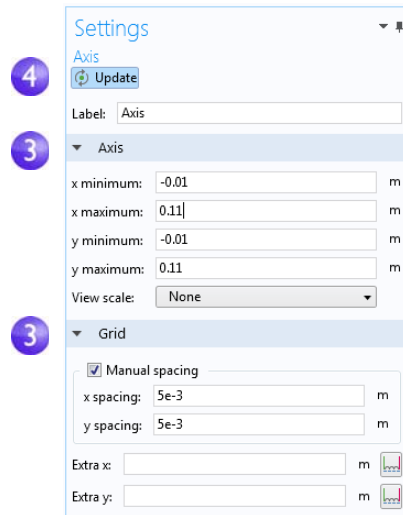 Settings
Axis
4
Update
Label: Axis
3
Axis
x minimum: -0.01 m
x maximum: 0.11 m
y minimum: -0.01 m
y maximum: 0.11 m
View scale: None
3
Grid
Manual spacing
x spacing: 5e-3 m
y spacing: 5e-3 m
Extra x: m
Extra y: m